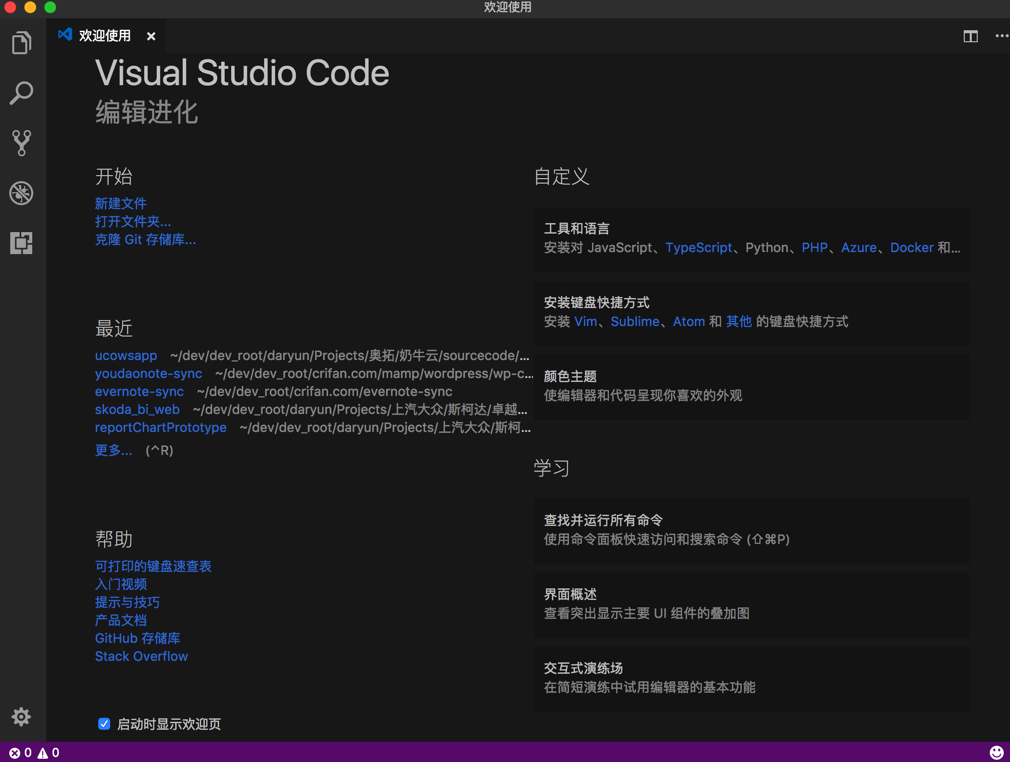 欢迎使用
欢迎使用
Visual Studio Code
编辑进化
开始
新建文件
打开文件夹...
克隆 Git 存储库...
最近
ucowsapp ~/dev/dev_root/daryun/Projects/奥拓/奶牛云/sourcecode/...
youdaonote-sync ~/dev/dev_root/crifan.com/mamp/wordpress/wp-c...
evernote-sync ~/dev/dev_root/crifan.com/evernote-sync
skoda_bi_web ~/dev/dev_root/daryun/Projects/上汽大众/斯柯达/卓越...
reportChartPrototype ~/dev/dev_root/daryun/Projects/上汽大众/斯柯...
更多... (^R)
帮助
可打印的键盘速查表
入门视频
提示与技巧
产品文档
GitHub 存储库
Stack Overflow
启动时显示欢迎页
自定义
工具和语言
安装对 JavaScript、TypeScript、Python、PHP、Azure、Docker 和...
安装键盘快捷方式
安装 Vim、Sublime、Atom 和 其他 的键盘快捷方式
颜色主题
使编辑器和代码呈现你喜欢的外观
学习
查找并运行所有命令
使用命令面板快速访问和搜索命令 (⇧⌘P)
界面概述
查看突出显示主要 UI 组件的叠加图
交互式演练场
在简短演练中试用编辑器的基本功能
0 0